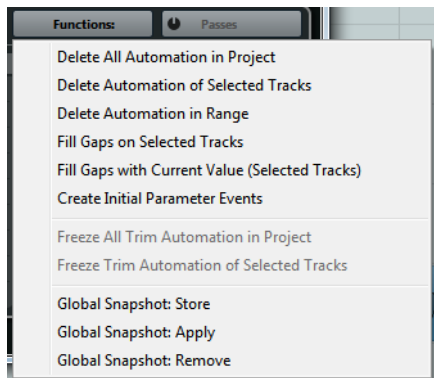 Functions: Passes
Delete All Automation in Project
Delete Automation of Selected Tracks
Delete Automation in Range
Fill Gaps on Selected Tracks
Fill Gaps with Current Value (Selected Tracks)
Create Initial Parameter Events
Freeze All Trim Automation in Project
Freeze Trim Automation of Selected Tracks
Global Snapshot: Store
Global Snapshot: Apply
Global Snapshot: Remove